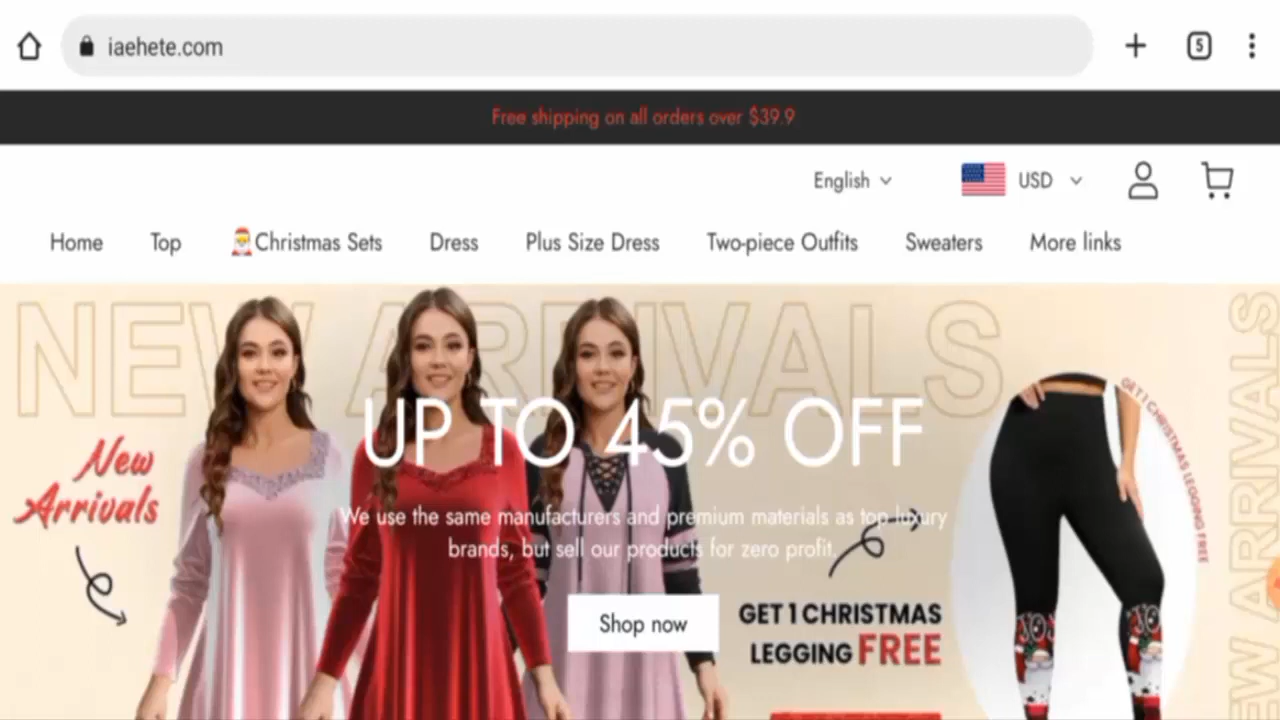 iaehete.com
5
Free shipping on all orders over $39.9
English
USD
Home
Top
Christmas Sets
Dress
Plus Size Dress
Two-piece Outfits
Sweaters
More links
NEW ARRIVALS
UP TO 45% OFF
New
Arrivals
We use the same manufacturers and premium materials as top luxury
brands, but sell our products for zero profit.
Shop now
GET 1 CHRISTMAS
LEGGING FREE
GET 1 CHRISTMAS LEGGING FREE
NEW ARRIVALS